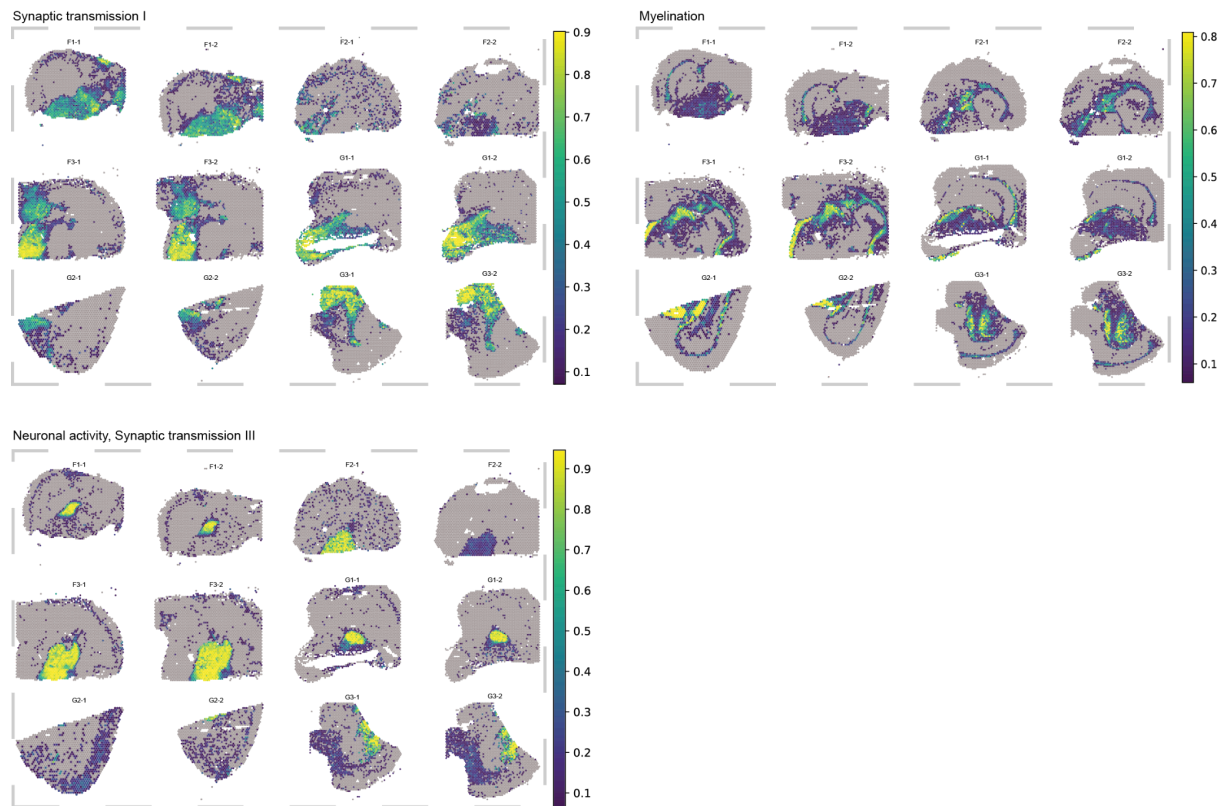 Synaptic transmission I
F1-1 F1-2 F2-1 F2-2
F3-1 F3-2 G1-1 G1-2
G2-1 G2-2 G3-1 G3-2
0.9
0.8
0.7
0.6
0.5
0.4
0.3
0.2
0.1
Myelination
F1-1 F1-2 F2-1 F2-2
F3-1 F3-2 G1-1 G1-2
G2-1 G2-2 G3-1 G3-2
0.8
0.7
0.6
0.5
0.4
0.3
0.2
0.1
Neuronal activity, Synaptic transmission III
F1-1 F1-2 F2-1 F2-2
F3-1 F3-2 G1-1 G1-2
G2-1 G2-2 G3-1 G3-2
0.9
0.8
0.7
0.6
0.5
0.4
0.3
0.2
0.1